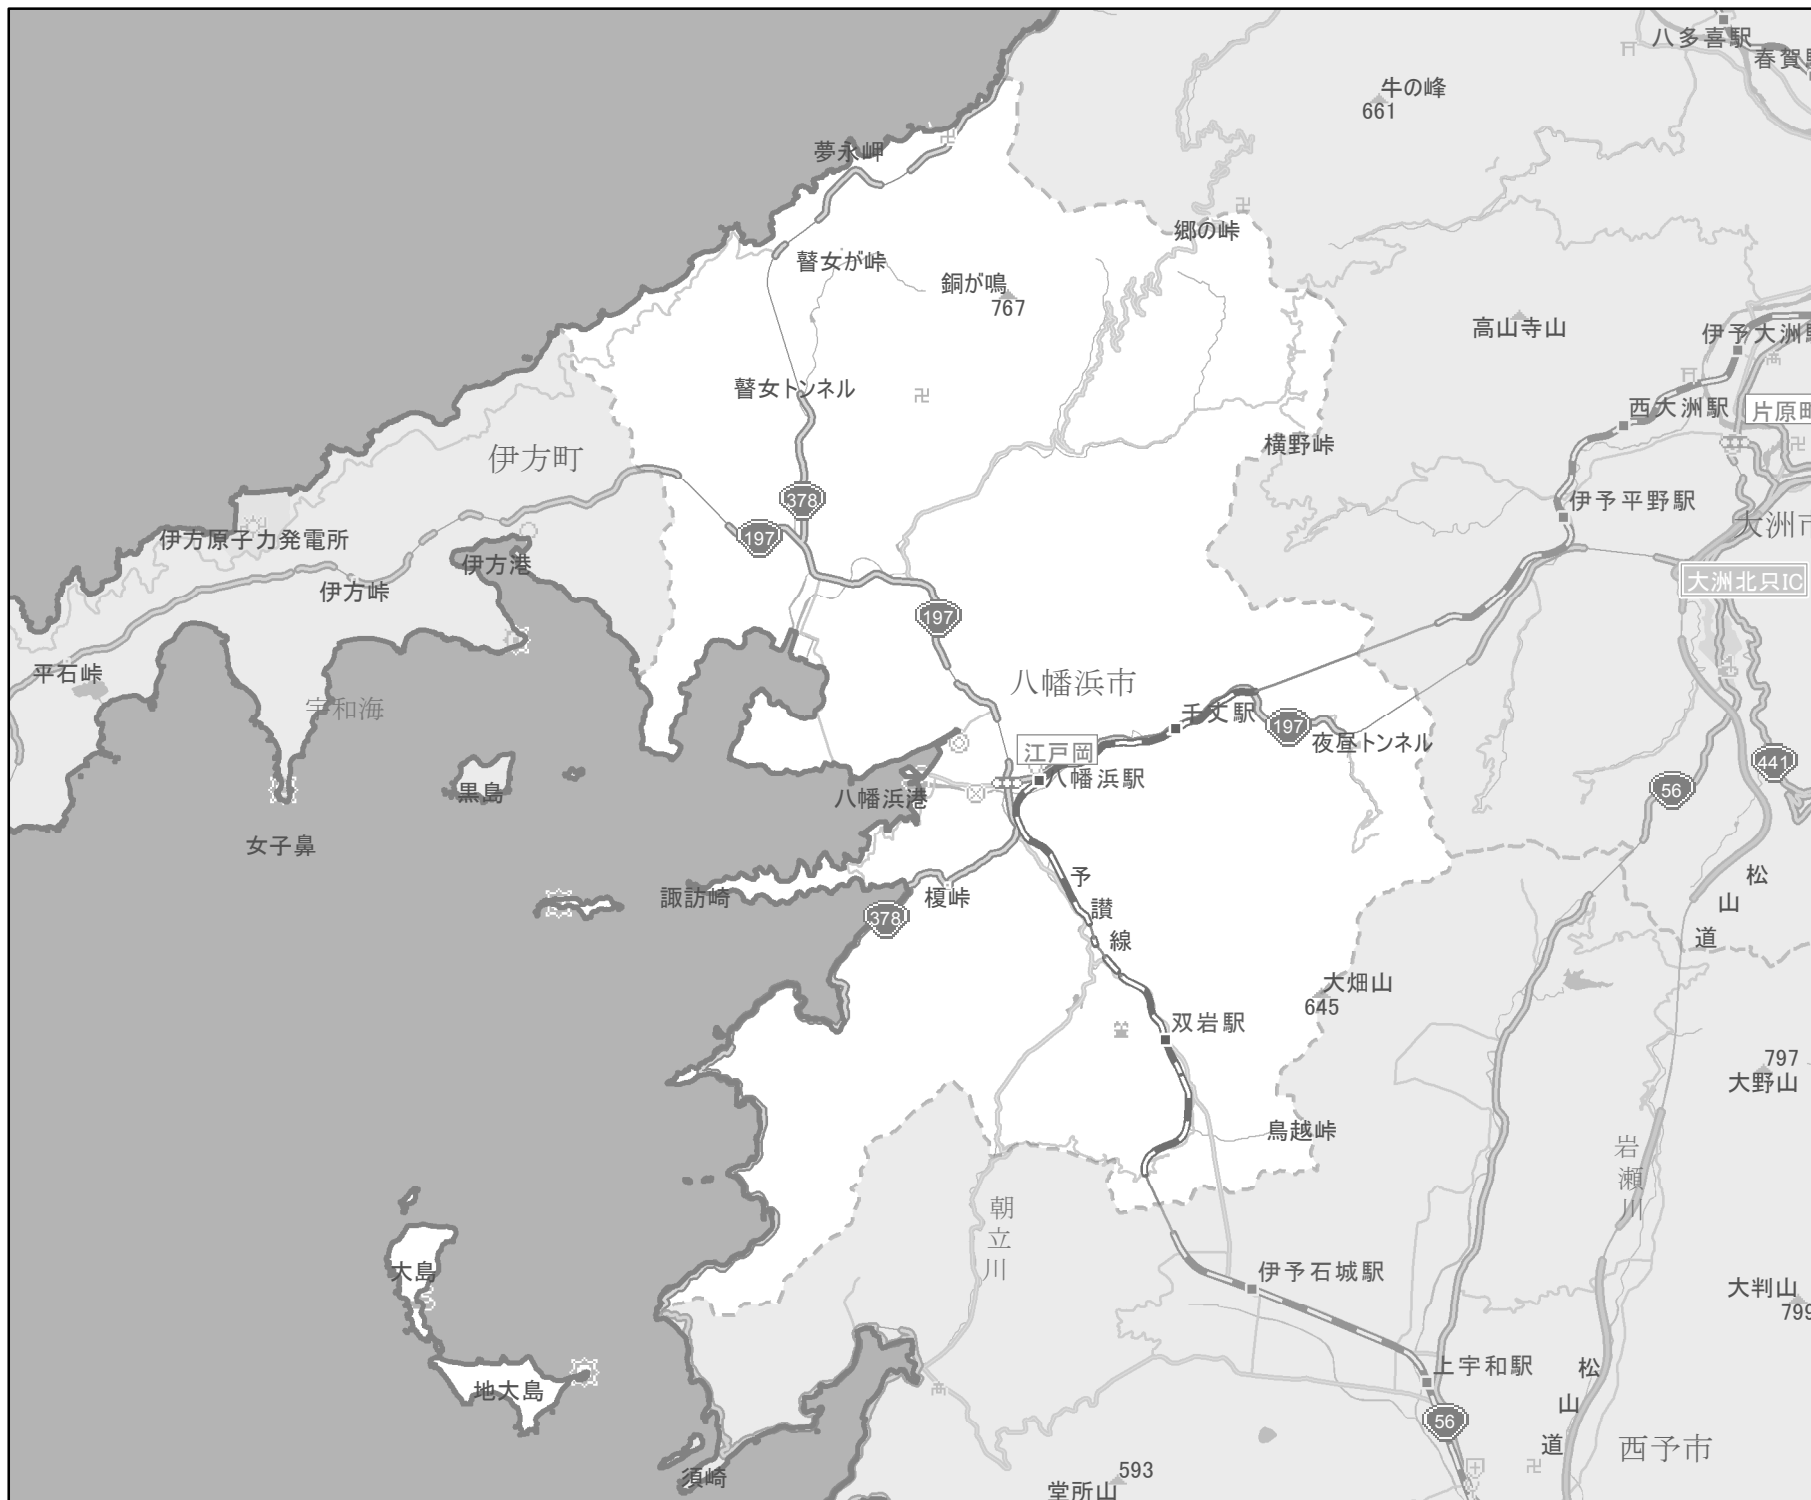 八多喜駅
春賀
牛の峰
661
夢永岬
郷の峠
瞽女が峠
銅が鳴
767
高山寺山
伊予大洲
瞽女トンネル
西大洲駅
片原
伊方町
横野峠
378
伊予平野駅
197
大洲市
伊方原子力発電所
伊方港
大洲北只IC
伊方峠
197
平石峠
八幡浜市
宇和海
千丈駅
197
夜昼トンネル
江戸岡
441
八幡浜駅
56
黒島
八幡浜港
女子鼻
予讃線
松山道
諏訪崎
榎峠
378
大畑山
645
双岩駅
797
大野山
鳥越峠
岩瀬川
朝立川
大島
伊予石城駅
大判山
799
上宇和駅
松山道
地大島
56
西予市
須崎
593
堂所山